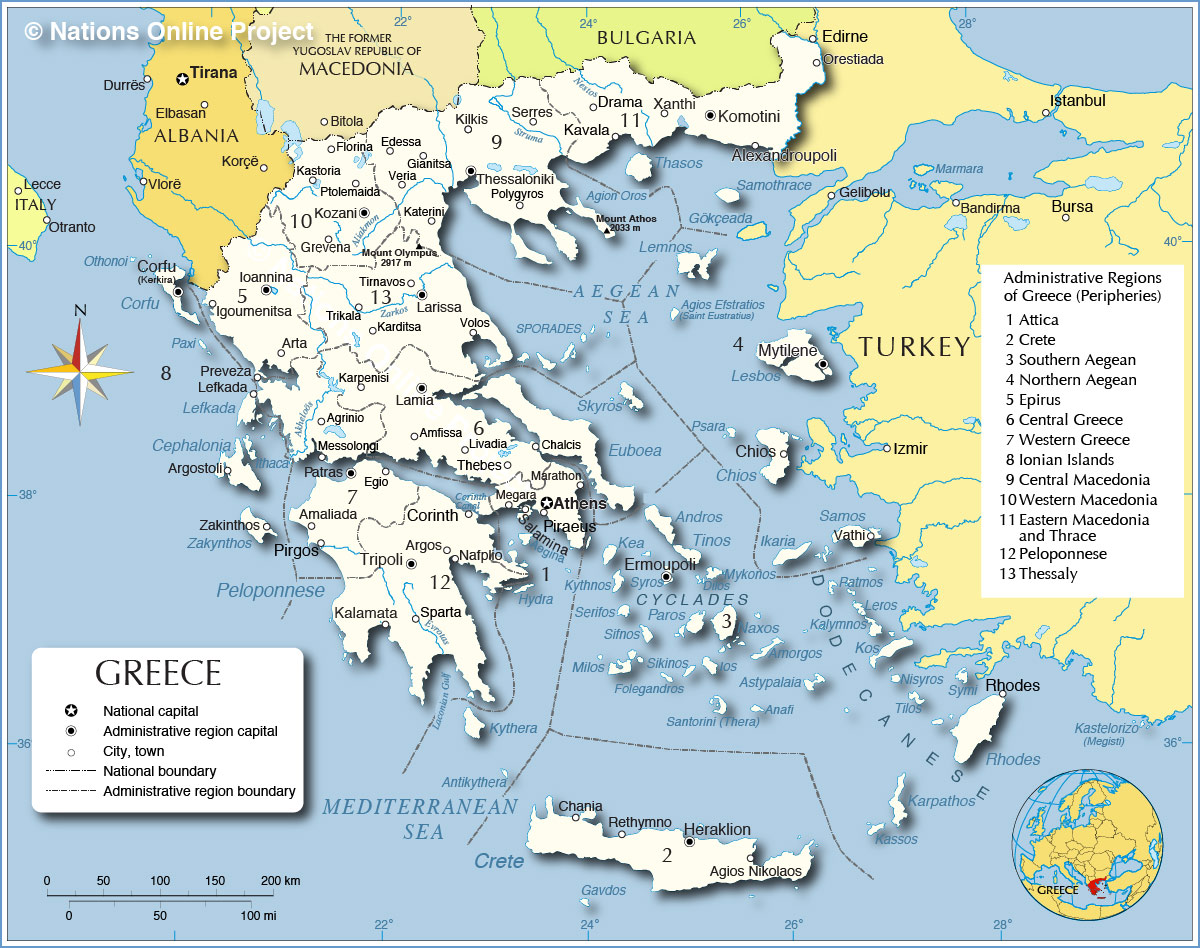 © Nations Online Project
22°
24°
26°
28°
THE FORMER
YUGOSLAV REPUBLIC OF
MACEDONIA
BULGARIA
Edirne
Orestiada
Tirana
Durrës
Elbasan
ALBANIA
Korçë
Vlorë
Lecce
ITALY
Otranto
Bitola
Nestos
Drama
Xanthi
Komotini
Istanbul
Kilkis
Serres
9
Struma
Kavala
11
Alexandroupoli
Florina
Edessa
Gianitsa
Veria
Kastoria
Ptolemaida
Thessaloniki
Polygyros
Thasos
Samothrace
Marmara
Gelibolu
Bandirma
Bursa
Agion Oros
Gökçeada
10
Kozani
Aliakmon
Katerini
Mount Athos
2033 m
Grevena
Mount Olympus
2917 m
Lemnos
40°
40°
Othonoi
Corfu
(Kerkira)
Corfu
Ioannina
5
Igoumenitsa
Tirnavos
13
Larissa
Trikala
Zarkos
Karditsa
Volos
AEGEAN
SEA
Agios Efstratios
(Saint Eustratius)
SPORADES
Paxi
Arta
4
Mytilene
Lesbos
TURKEY
N
8
Preveza
Lefkada
Lefkada
Karpenisi
Lamia
Skyros
Akheloös
Agrinio
6
Amfissa
Livadia
Chalcis
Euboea
Psara
Chios
Chios
Izmir
Cephalonia
Ithaca
Argostoli
Messolongi
Thebes
Marathon
Patras
Egio
7
Corinth
Canal
Megara
Athens
Piraeus
Salamina
Aegina
38°
38°
Zakinthos
Zakynthos
Amaliada
Corinth
Pirgos
Argos
Nafplio
Tripoli
12
1
Hydra
Peloponnese
Kalamata
Sparta
Evrotas
Laconian Gulf
Kythera
Andros
Tinos
Kea
Ermoupoli
Kythnos
Syros
Mykonos
Dilos
CYCLADES
Ikaria
Samos
Vathi
Patmos
Leros
Kalymnos
Kos
Serifos
Paros
3
Naxos
Sifnos
Amorgos
Milos
Sikinos
Ios
Folegandros
Astypalaia
Nisyros
Symi
Tilos
Santorini (Thera)
Anafi
DODECANESE
Rhodes
Rhodes
Kastelorizo
(Megisti)
36°
36°
Karpathos
Kassos
Antikythera
MEDITERRANEAN
SEA
Chania
Rethymno
Heraklion
2
Agios Nikolaos
Crete
Gavdos
Administrative Regions
of Greece (Peripheries)
1 Attica
2 Crete
3 Southern Aegean
4 Northern Aegean
5 Epirus
6 Central Greece
7 Western Greece
8 Ionian Islands
9 Central Macedonia
10 Western Macedonia
11 Eastern Macedonia
and Thrace
12 Peloponnese
13 Thessaly
GREECE
National capital
Administrative region capital
City, town
National boundary
Administrative region boundary
0 50 100 150 200 km
0 50 100 mi
GREECE
22°
24°
26°
28°